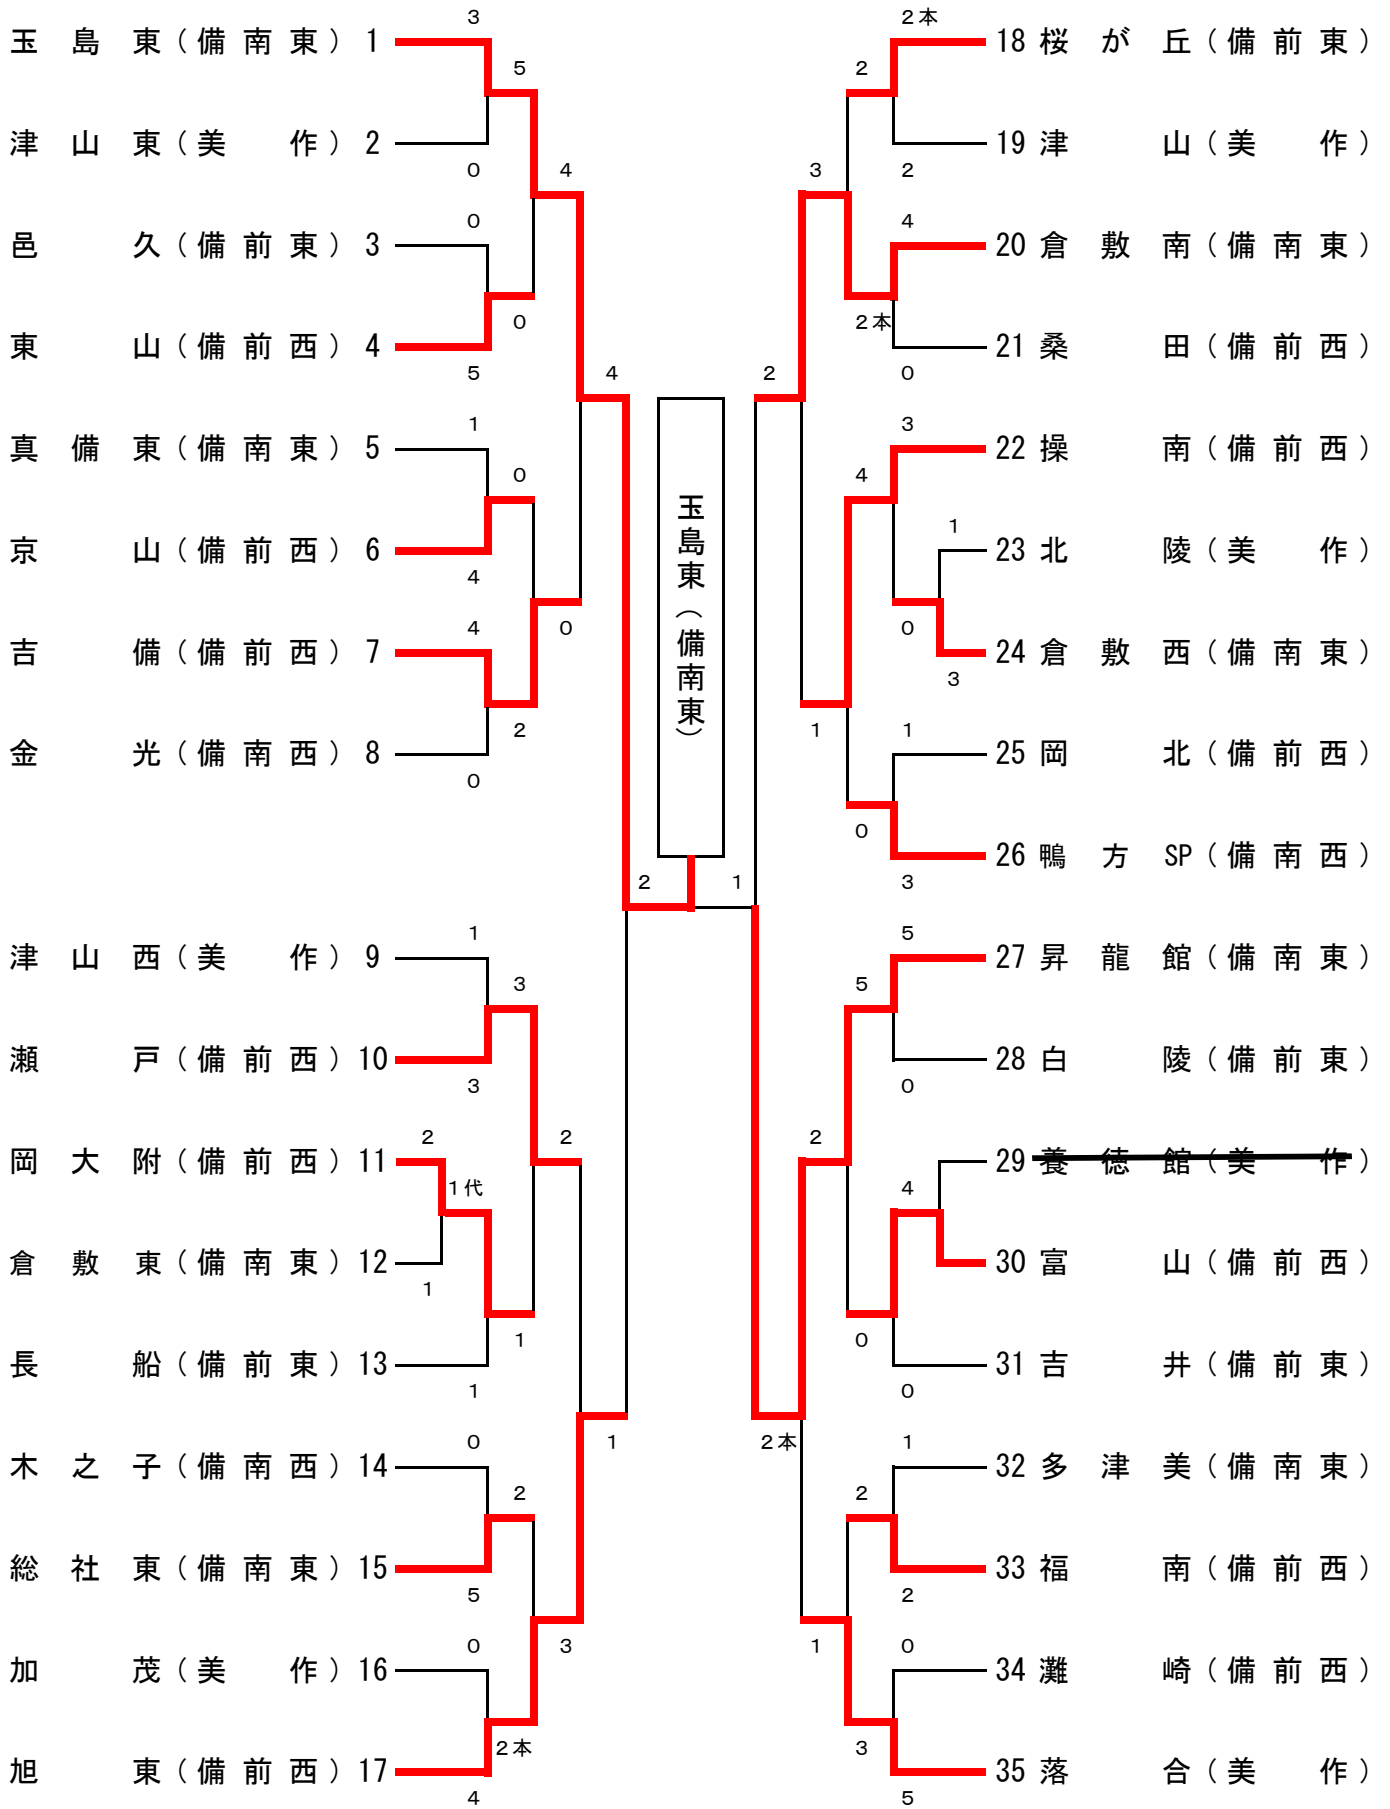 玉島東(備南東) 1
津山東(美作) 2
邑久(備前東) 3
東山(備前西) 4
真備東(備南東) 5
京山(備前西) 6
吉備(備前西) 7
金光(備南西) 8
津山西(美作) 9
瀬戸(備前西) 10
岡大附(備前西) 11
倉敷東(備南東) 12
長船(備前東) 13
木之子(備南西) 14
総社東(備南東) 15
加茂(美作) 16
旭東(備前西) 17
3
0
0
5
1
4
4
0
1
3
2
1
1代
1
0
5
0
4
5
0
0
2
3
1
2
2本
4
0
2
3
4
1
2
玉島東(備南東)
1
2
2本
3
1
2
1
2
2本
4
0
5
0
2
3
2本
2
4
0
3
0
1
3
1
3
5
0
4
0
1
2
0
5
18 桜が丘(備前東)
19 津山(美作)
20 倉敷南(備南東)
21 桑田(備前西)
22 操南(備前西)
23 北陵(美作)
24 倉敷西(備南東)
25 岡北(備前西)
26 鴨方SP(備南西)
27 昇龍館(備南東)
28 白陵(備前東)
29 養徳館(美作)
30 富山(備前西)
31 吉井(備前東)
32 多津美(備南東)
33 福南(備前西)
34 灘崎(備前西)
35 落合(美作)